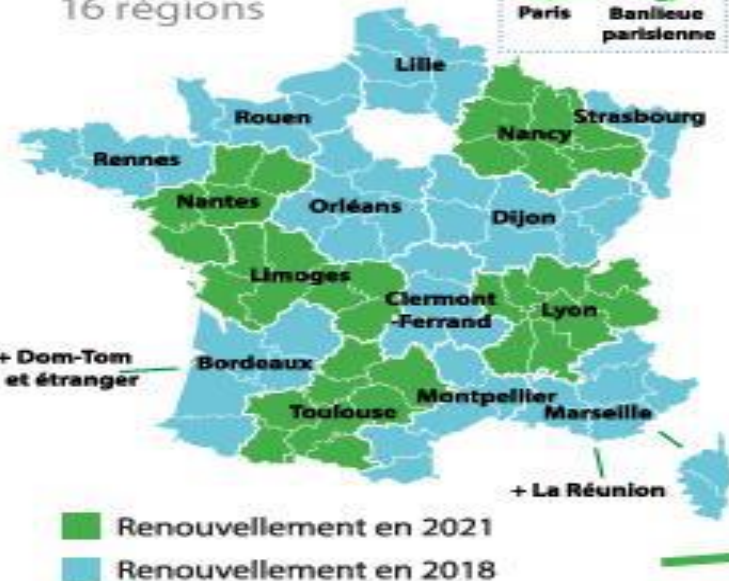 16 régions
Paris
Banlieue
parisienne
Lille
Rouen
Strasbourg
Nancy
Rennes
Nantes
Orléans
Dijon
Limoges
Clermont
-Ferrand
Lyon
+ Dom-Tom
et étranger
Bordeaux
Toulouse
Montpellier
Marseille
+ La Réunion
Renouvellement en 2021
Renouvellement en 2018